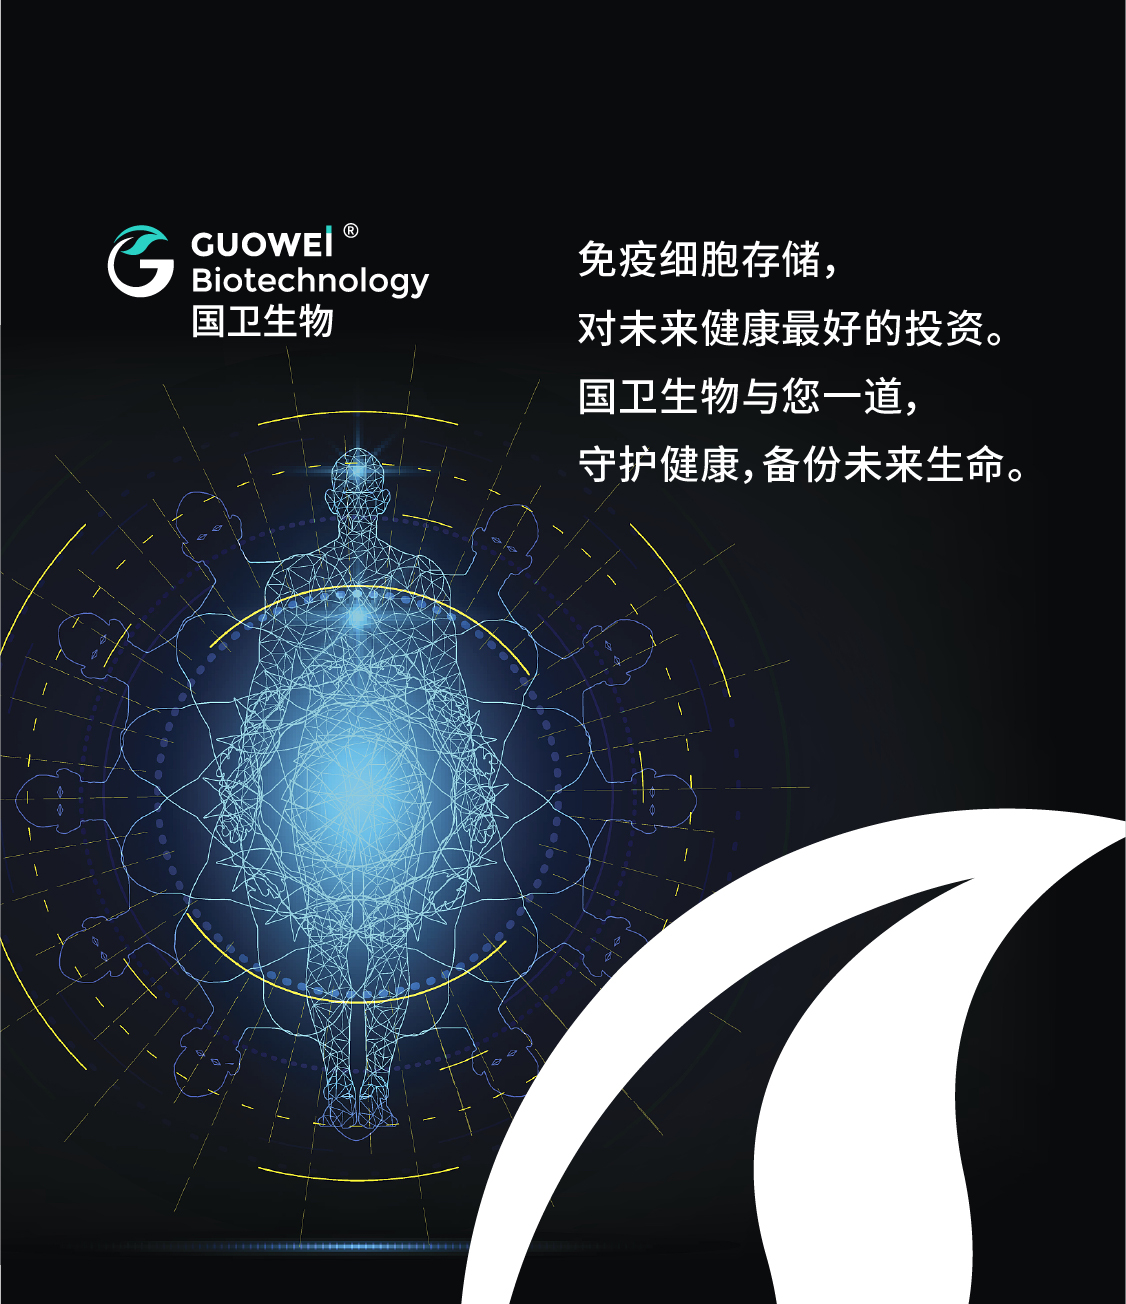 GUOWEI®
Biotechnology
国卫生物
免疫细胞存储，
对未来健康最好的投资。
国卫生物与您一道，
守护健康，备份未来生命。